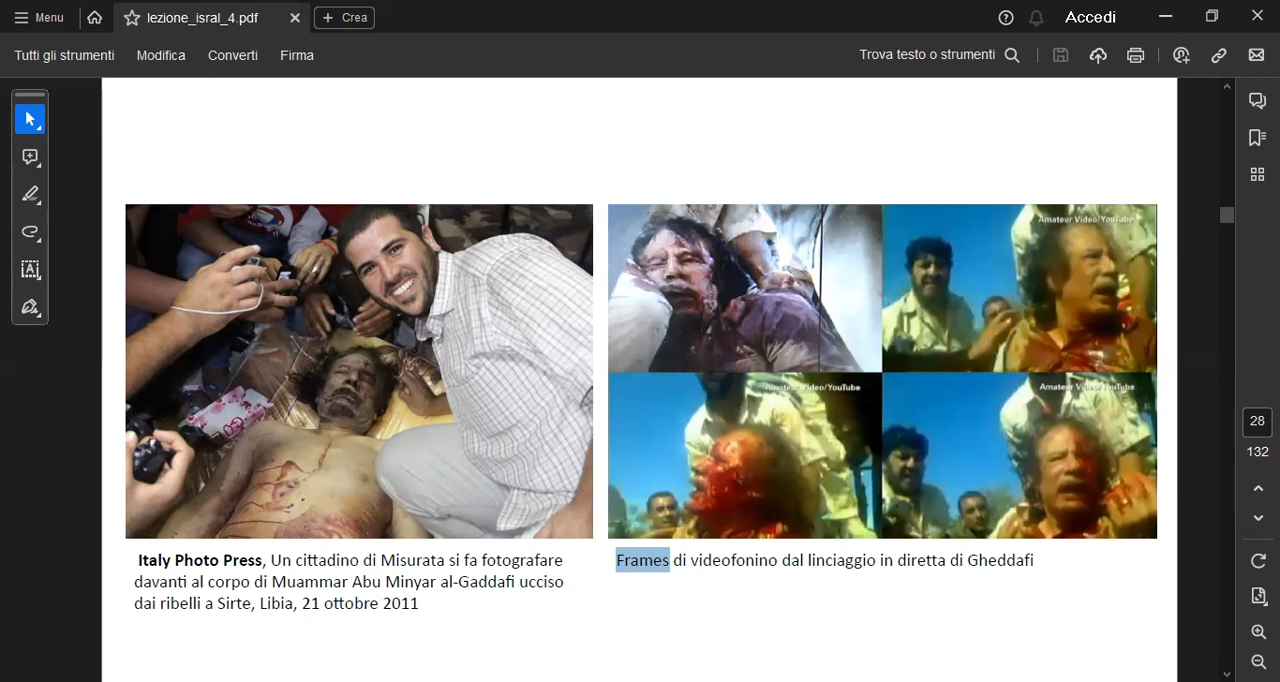 Menu
lezione_isral_4.pdf
Crea
Accedi
Tutti gli strumenti
Modifica
Converti
Firma
Trova testo o strumenti
Amateur Video/YouTube
Amateur Video/YouTube
Amateur Video/YouTube
Italy Photo Press, Un cittadino di Misurata si fa fotografare
davanti al corpo di Muammar Abu Minyar al-Gaddafi ucciso
dai ribelli a Sirte, Libia, 21 ottobre 2011
Frames di videofonino dal linciaggio in diretta di Gheddafi
28
132